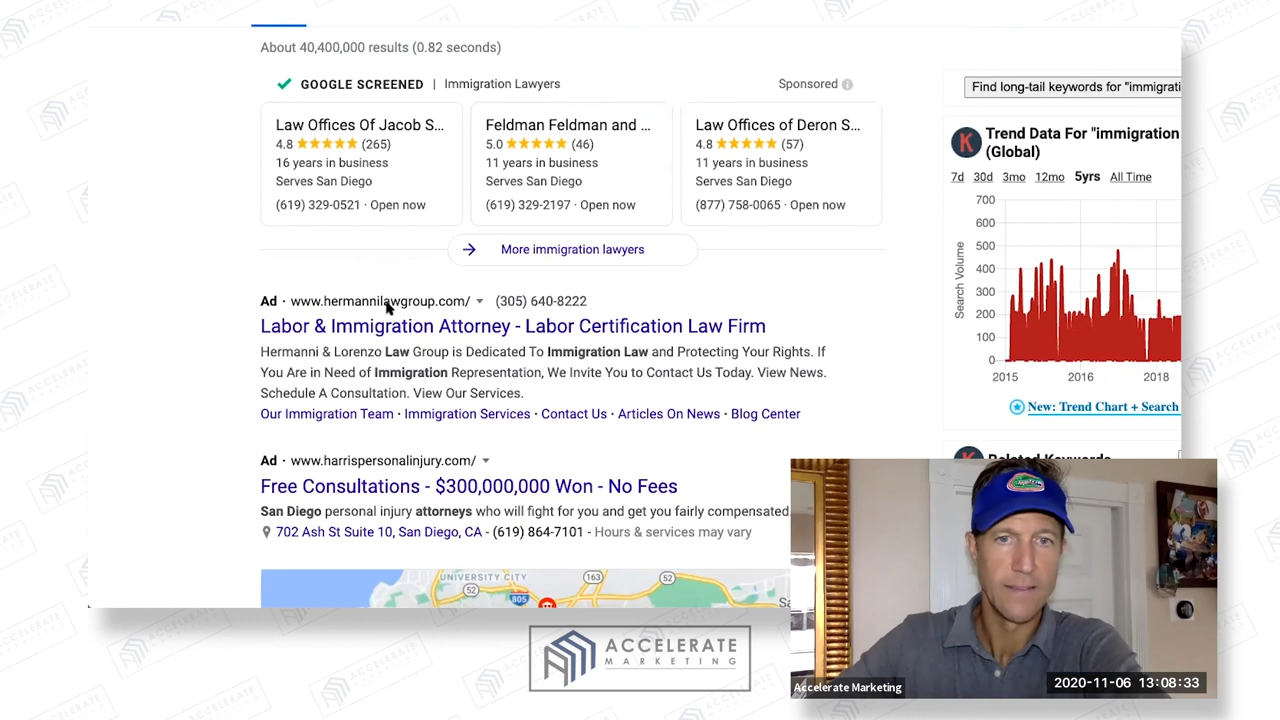 About 40,400,000 results (0.82 seconds)
GOOGLE SCREENED | Immigration Lawyers
Sponsored
Law Offices Of Jacob S...
4.8 (265)
16 years in business
Serves San Diego
(619) 329-0521 · Open now
Feldman Feldman and ...
5.0 (46)
11 years in business
Serves San Diego
(619) 329-2197 · Open now
Law Offices of Deron S...
4.8 (57)
11 years in business
Serves San Diego
(877) 758-0065 · Open now
More immigration lawyers
Ad · www.hermannilawgroup.com/ (305) 640-8222
Labor & Immigration Attorney - Labor Certification Law Firm
Hermanni & Lorenzo Law Group is Dedicated To Immigration Law and Protecting Your Rights. If
You Are in Need of Immigration Representation, We Invite You to Contact Us Today. View News.
Schedule A Consultation. View Our Services.
Our Immigration Team · Immigration Services · Contact Us · Articles On News · Blog Center
Ad · www.harrispersonalinjury.com/
Free Consultations - $300,000,000 Won - No Fees
San Diego personal injury attorneys who will fight for you and get you fairly compensated
702 Ash St Suite 10, San Diego, CA - (619) 864-7101 - Hours & services may vary
UNIVERSITY CITY
52
805
163
52
Find long-tail keywords for "immigrati
K
Trend Data For "immigration
(Global)
7d 30d 3mo 12mo 5yrs All Time
Search Volume
700
600
500
400
300
200
100
0
2015 2016 2018
New: Trend Chart + Search
K
Related Keywords
ACCELERATE
MARKETING
Accelerate Marketing
2020-11-06 13:08:33